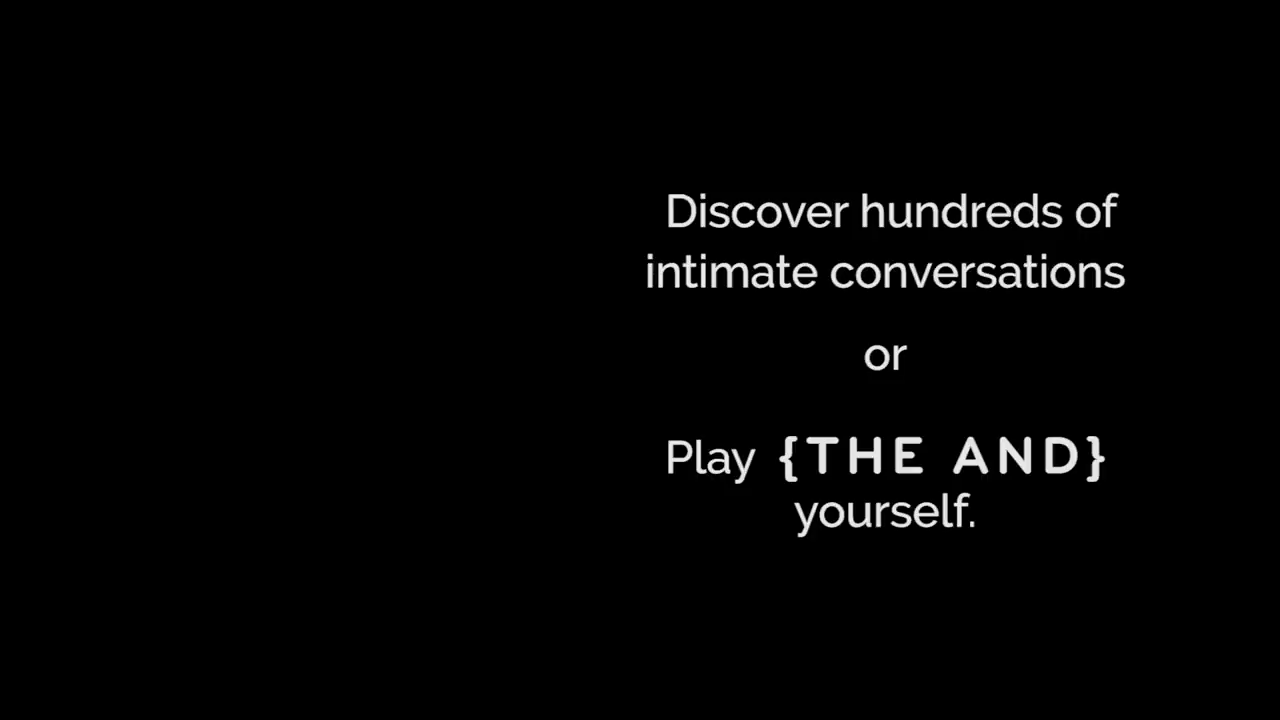 Discover hundreds of
intimate conversations
or
Play {THE AND}
yourself.